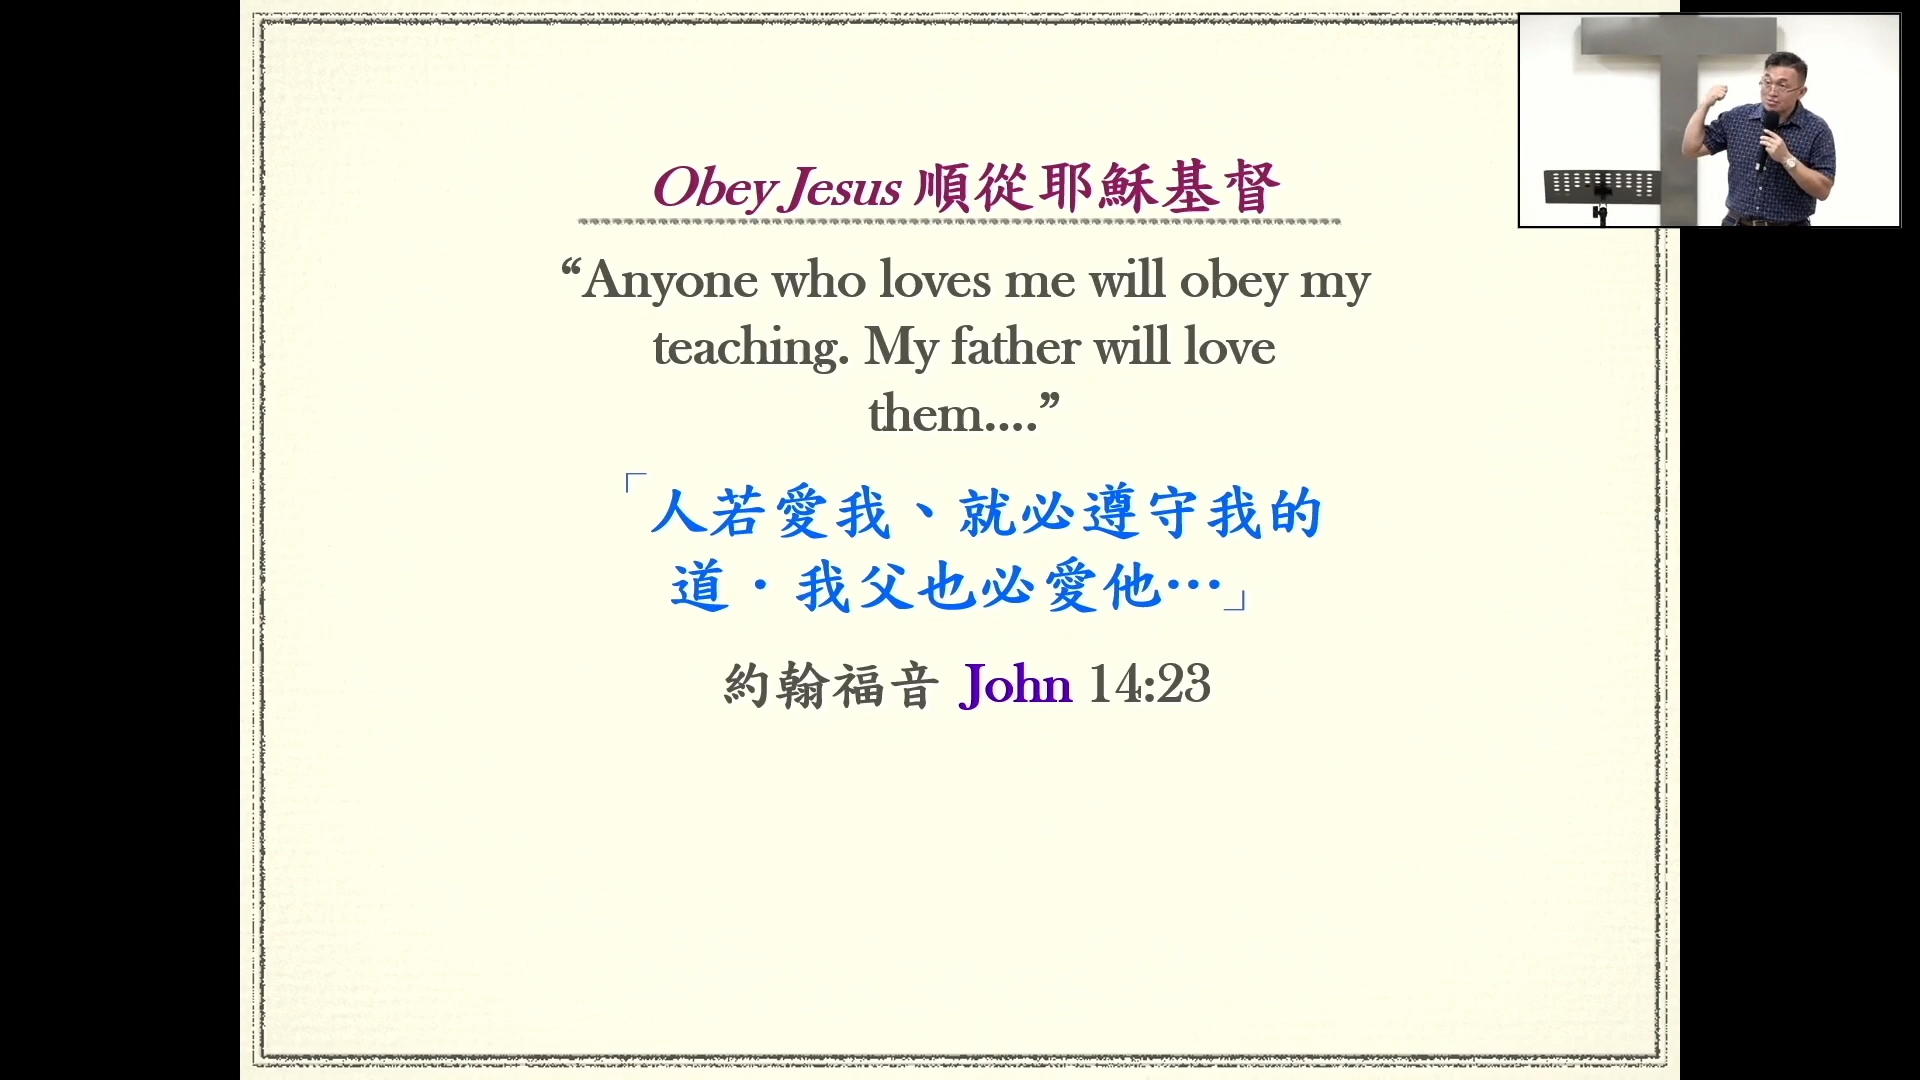 Obey Jesus 順從耶穌基督
“Anyone who loves me will obey my
teaching. My father will love
them....”
「人若愛我、就必遵守我的
道．我父也必愛他…」
約翰福音 John 14:23